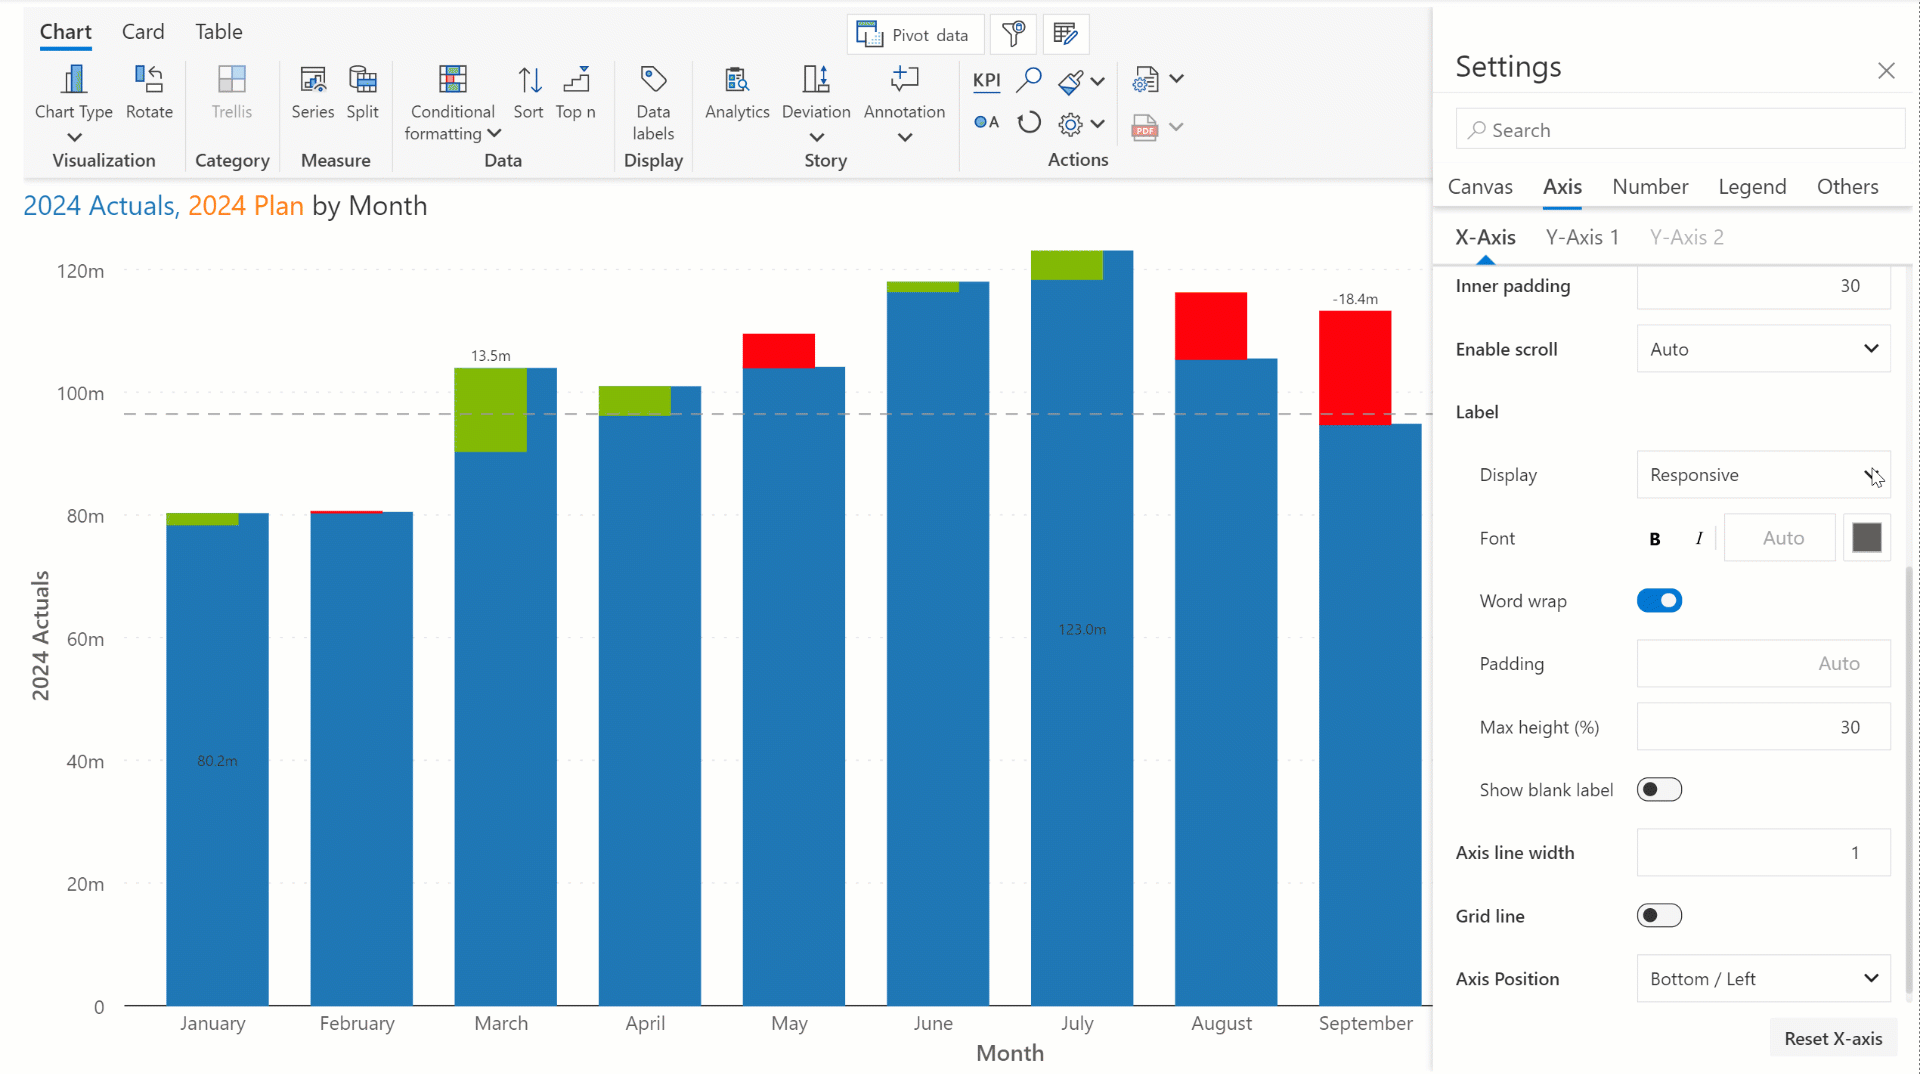 Chart Card Table
Pivot data
Chart Type Rotate Trellis Series Split Conditional formatting Sort Top n Data labels Analytics Deviation Annotation KPI
A
PDF
Visualization Category Measure Data Display Story Actions
2024 Actuals, 2024 Plan by Month
120m
100m
80m
60m
40m
20m
0
2024 Actuals
13.5m
-18.4m
123.0m
80.2m
January February March April May June July August September
Month
Settings
Search
Canvas Axis Number Legend Others
X-Axis Y-Axis 1 Y-Axis 2
Inner padding 30
Enable scroll Auto
Label
Display Responsive
Font B I Auto
Word wrap
Padding Auto
Max height (%) 30
Show blank label
Axis line width 1
Grid line
Axis Position Bottom / Left
Reset X-axis